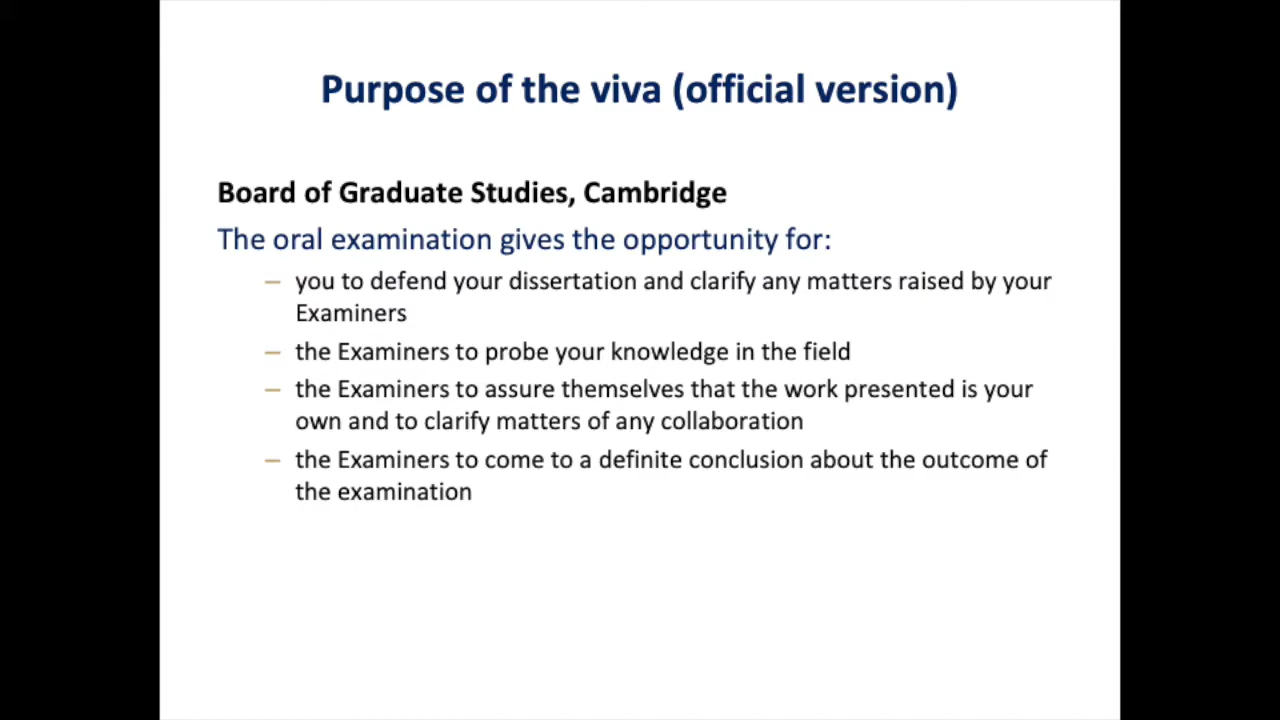 Purpose of the viva (official version)
Board of Graduate Studies, Cambridge
The oral examination gives the opportunity for:
– you to defend your dissertation and clarify any matters raised by your
Examiners
– the Examiners to probe your knowledge in the field
– the Examiners to assure themselves that the work presented is your
own and to clarify matters of any collaboration
– the Examiners to come to a definite conclusion about the outcome of
the examination